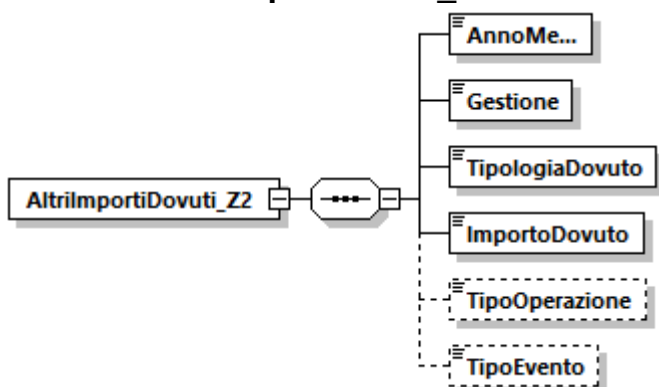 AnnoMe...
Gestione
TipologiaDovuto
AltriImportiDovuti_Z2
ImportoDovuto
TipoOperazione
TipoEvento